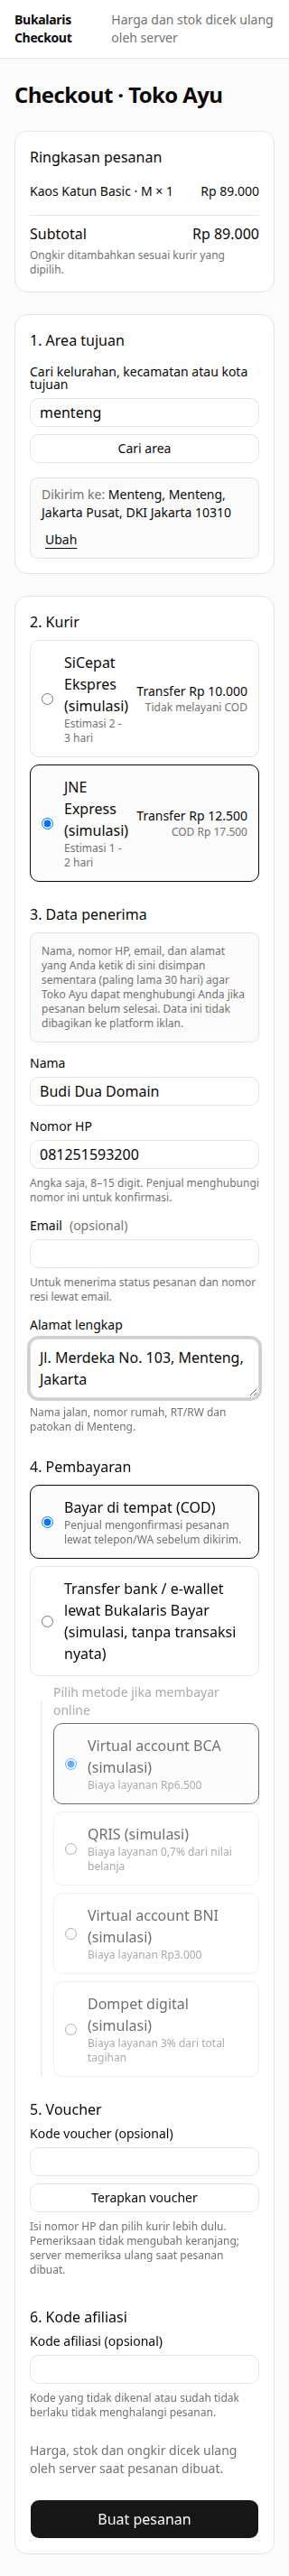 Bukalaris Checkout
Harga dan stok dicek ulang oleh server
Checkout · Toko Ayu
Ringkasan pesanan
Kaos Katun Basic · M × 1 Rp 89.000
Subtotal Rp 89.000
Ongkir ditambahkan sesuai kurir yang
dipilih.
1. Area tujuan
Cari kelurahan, kecamatan atau kota
tujuan
menteng
Cari area
Dikirim ke: Menteng, Menteng,
Jakarta Pusat, DKI Jakarta 10310
Ubah
2. Kurir
SiCepat
Ekspres
(simulasi)
Estimasi 2 -
3 hari
Transfer Rp 10.000
Tidak melayani COD
JNE
Express
(simulasi)
Estimasi 1 -
2 hari
Transfer Rp 12.500
COD Rp 17.500
3. Data penerima
Nama, nomor HP, email, dan alamat
yang Anda ketik di sini disimpan
sementara (paling lama 30 hari) agar
Toko Ayu dapat menghubungi Anda jika
pesanan belum selesai. Data ini tidak
dibagikan ke platform iklan.
Nama
Budi Dua Domain
Nomor HP
081251593200
Angka saja, 8–15 digit. Penjual menghubungi
nomor ini untuk konfirmasi.
Email (opsional)
Untuk menerima status pesanan dan nomor
resi lewat email.
Alamat lengkap
Jl. Merdeka No. 103, Menteng,
Jakarta
Nama jalan, nomor rumah, RT/RW dan
patokan di Menteng.
4. Pembayaran
Bayar di tempat (COD)
Penjual mengonfirmasi pesanan
lewat telepon/WA sebelum dikirim.
Transfer bank / e-wallet
lewat Bukalaris Bayar
(simulasi, tanpa transaksi
nyata)
Pilih metode jika membayar
online
Virtual account BCA
(simulasi)
Biaya layanan Rp6.500
QRIS (simulasi)
Biaya layanan 0,7% dari nilai
belanja
Virtual account BNI
(simulasi)
Biaya layanan Rp3.000
Dompet digital
(simulasi)
Biaya layanan 3% dari total
tagihan
5. Voucher
Kode voucher (opsional)
Terapkan voucher
Isi nomor HP dan pilih kurir lebih dulu.
Pemeriksaan tidak mengubah keranjang;
server memeriksa ulang saat pesanan
dibuat.
6. Kode afiliasi
Kode afiliasi (opsional)
Kode yang tidak dikenal atau sudah tidak
berlaku tidak menghalangi pesanan.
Harga, stok dan ongkir dicek ulang
oleh server saat pesanan dibuat.
Buat pesanan